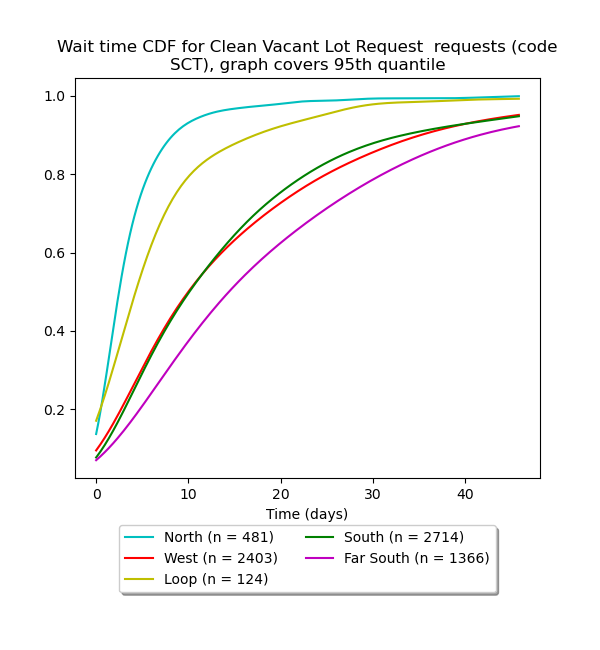 Wait time CDF for Clean Vacant Lot Request  requests (code
SCT), graph covers 95th quantile
1.0
0.8
0.6
0.4
0.2
0 10 20 30 40
Time (days)
North (n = 481)
West (n = 2403)
Loop (n = 124)
South (n = 2714)
Far South (n = 1366)